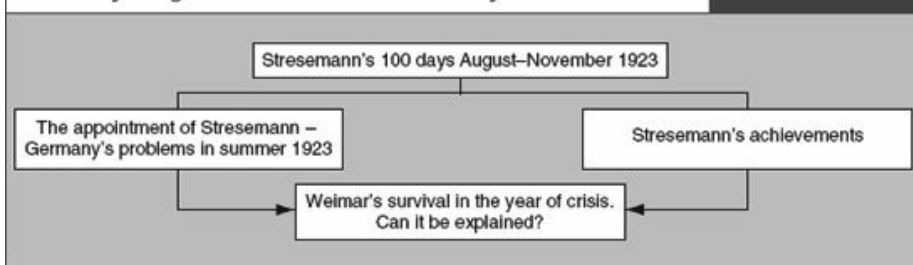 Stresemann's 100 days August–November 1923
The appointment of Stresemann –
Germany's problems in summer 1923
Stresemann's achievements
Weimar's survival in the year of crisis.
Can it be explained?